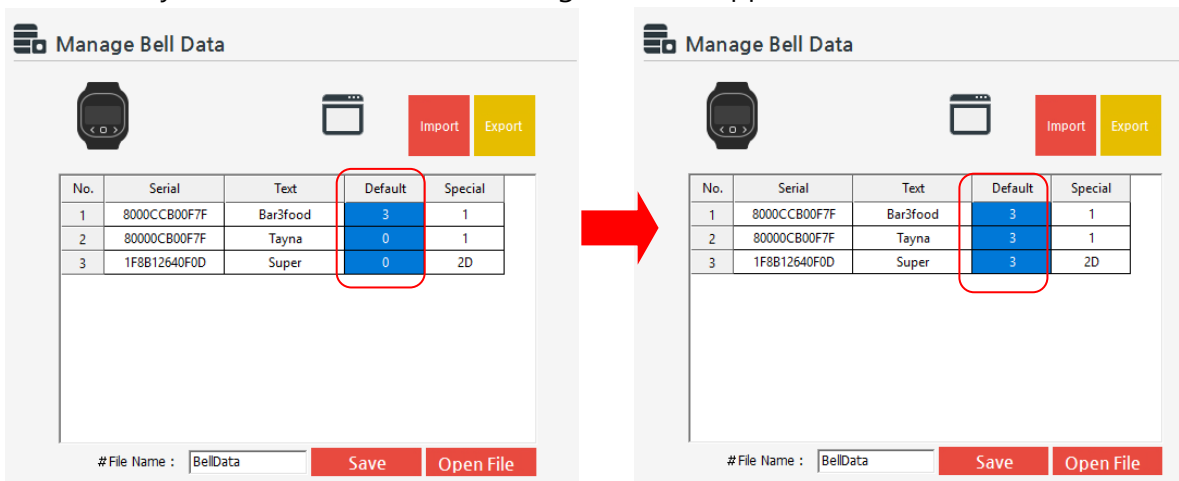 Manage Bell Data
Import Export
No. Serial Text Default Special
1 8000CCB00F7F Bar3food 3 1
2 80000CB00F7F Tayna 0 1
3 1F8B12640F0D Super 0 2D
#File Name : BellData Save Open File
Manage Bell Data
Import Export
No. Serial Text Default Special
1 8000CCB00F7F Bar3food 3 1
2 80000CB00F7F Tayna 3 1
3 1F8B12640F0D Super 3 2D
#File Name : BellData Save Open File